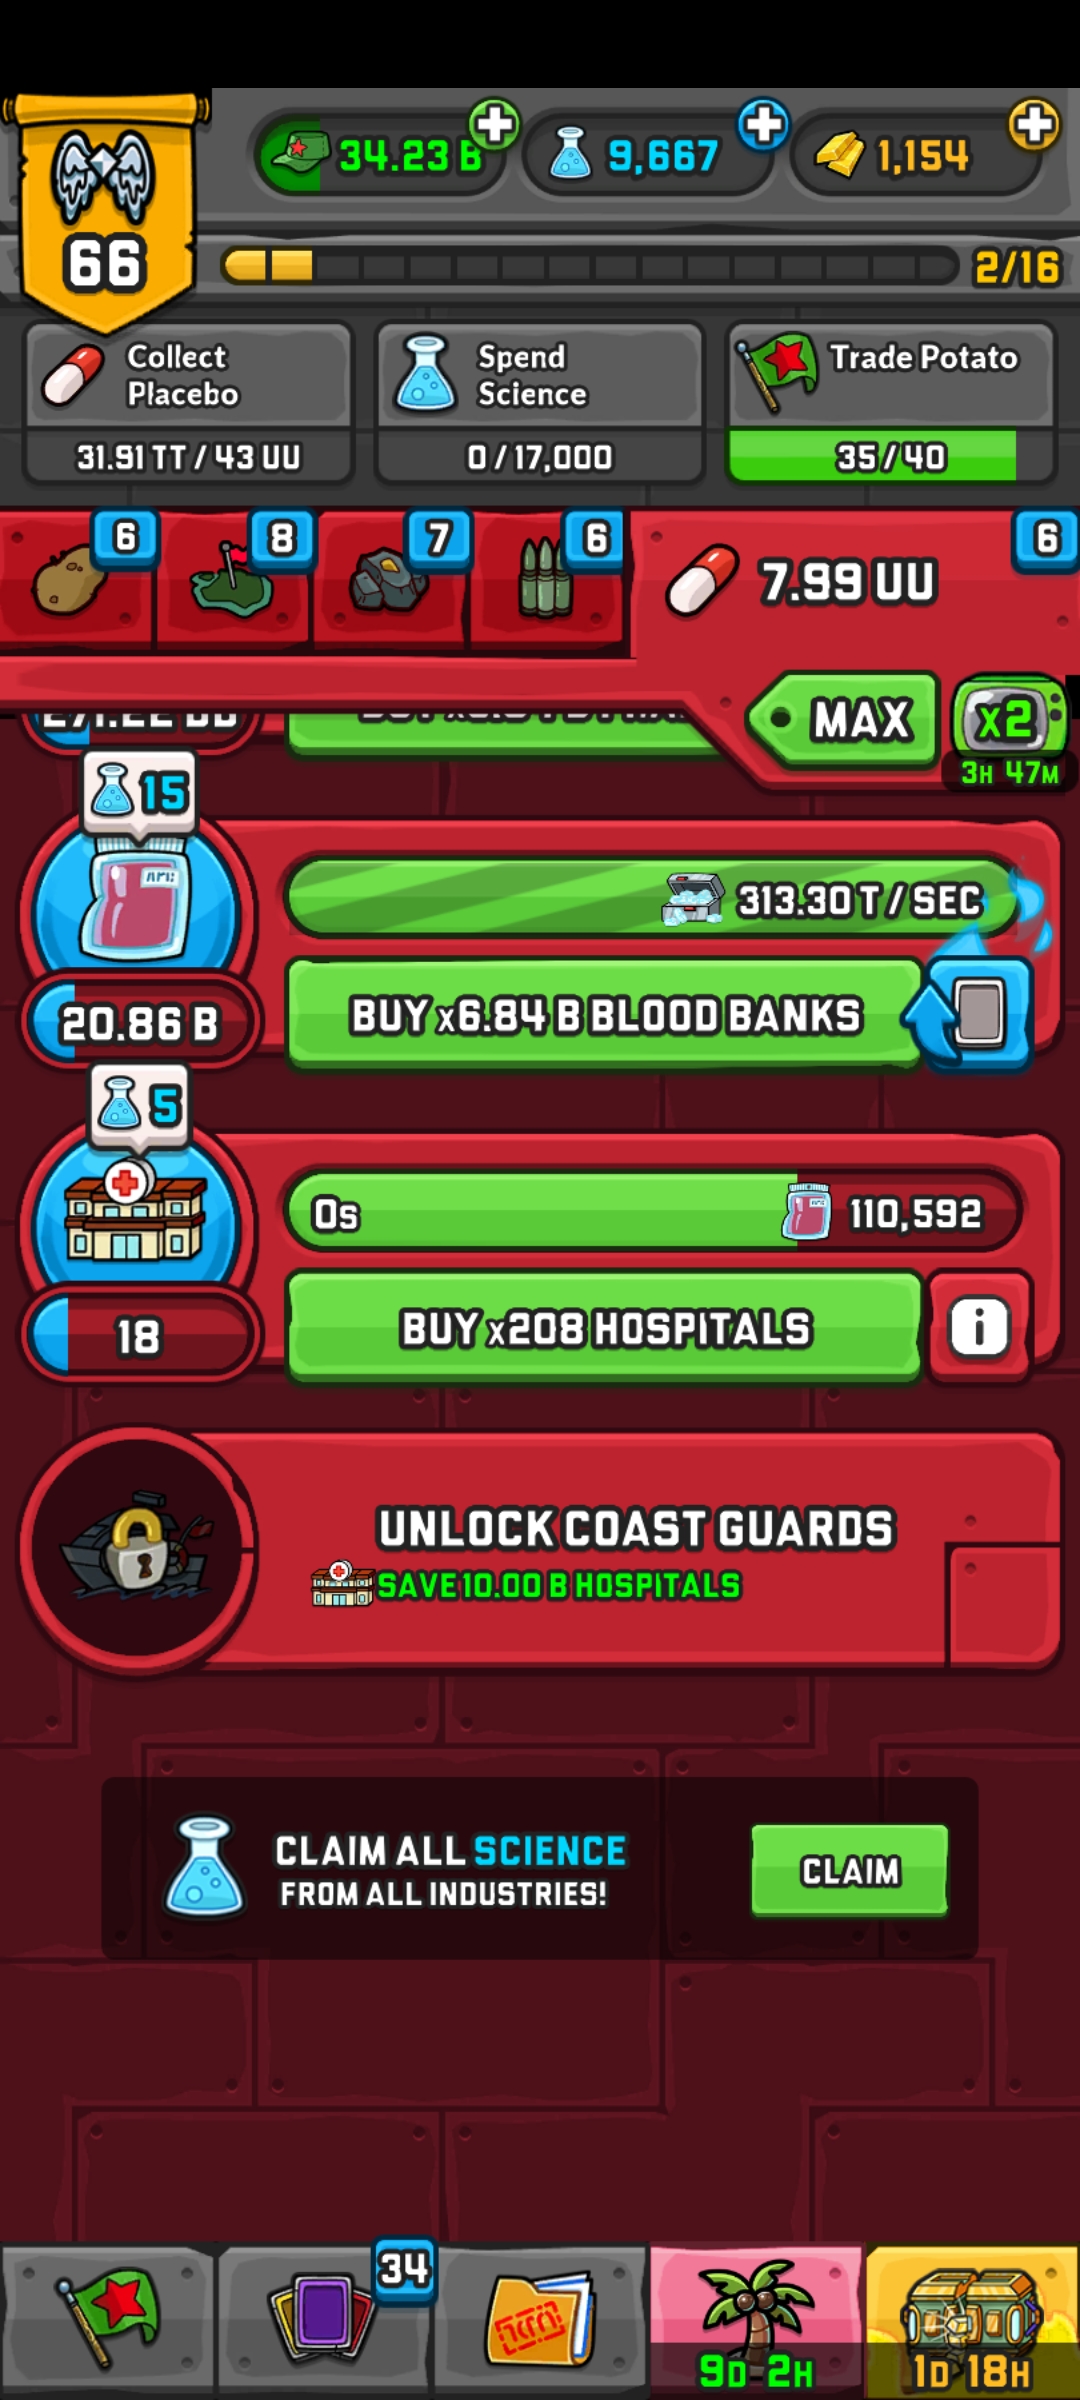 34.23 B
9,667
1,154
66
2/16
Collect
Placebo
31.91 TT / 43 UU
Spend
Science
0 / 17,000
Trade Potato
35 / 40
6
8
7
6
7.99 UU
6
MAX
x2
3H 47M
15
313.30 T / SEC
20.86 B
BUY x6.84 B BLOOD BANKS
5
0s
110,592
18
BUY x208 HOSPITALS
i
UNLOCK COAST GUARDS
SAVE 10.00 B HOSPITALS
CLAIM ALL SCIENCE
FROM ALL INDUSTRIES!
CLAIM
34
9D 2H
1D 18H